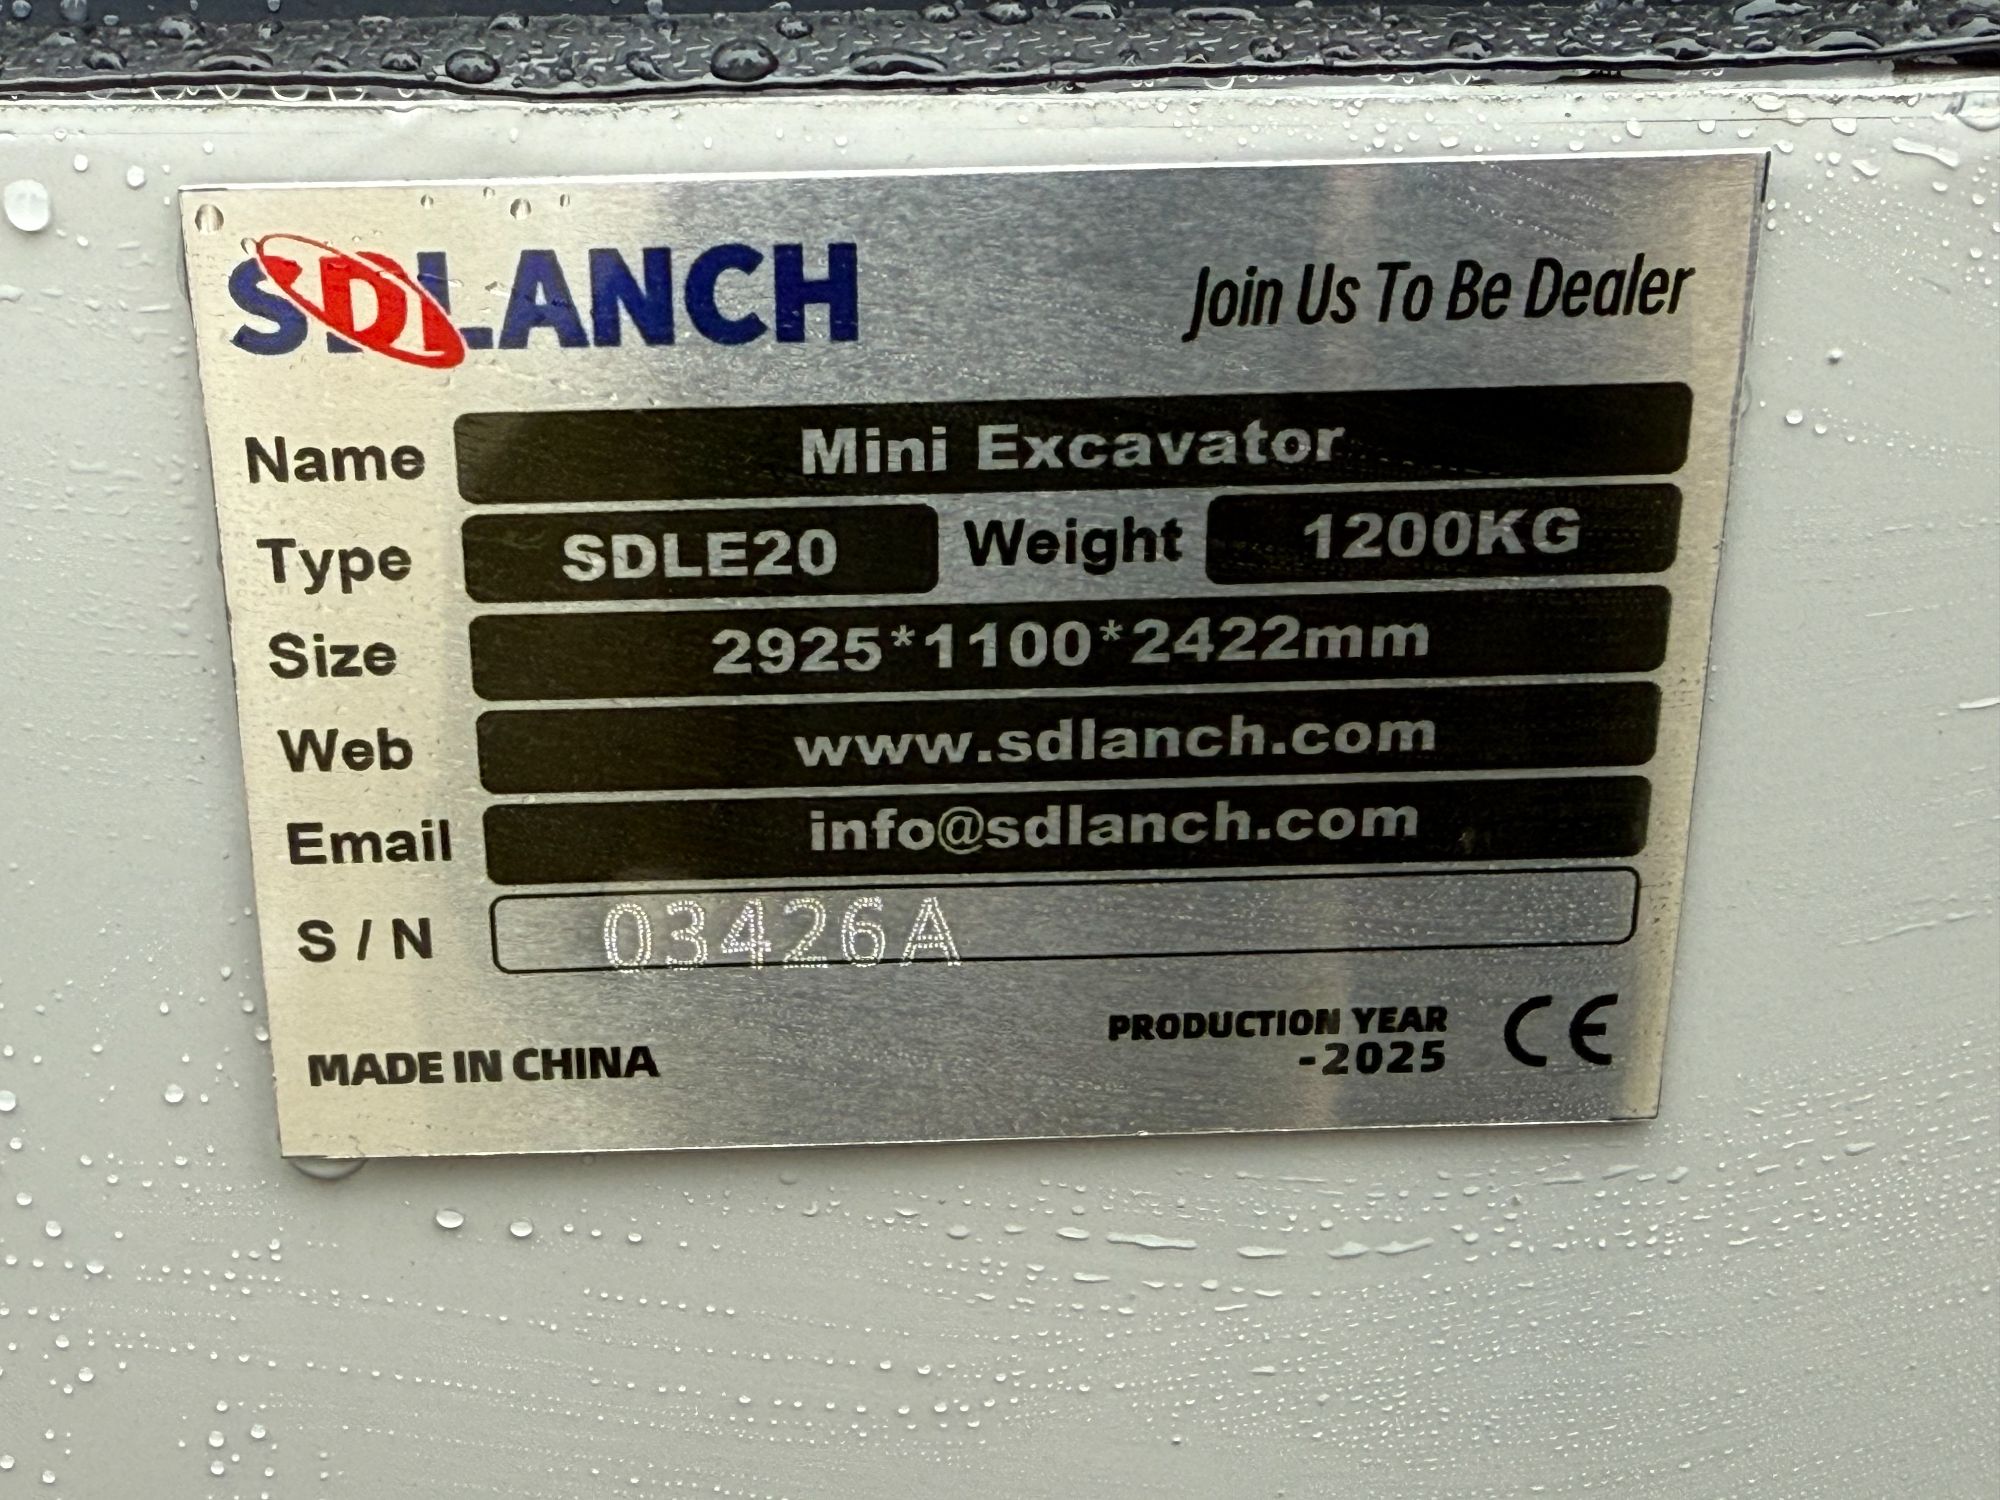 SDLANCH Join Us To Be Dealer
Name Mini Excavator
Type SDLE20 Weight 1200KG
Size 2925*1100*2422mm
Web www.sdlanch.com
Email info@sdlanch.com
S/N 03426A
MADE IN CHINA PRODUCTION YEAR
-2025 CE